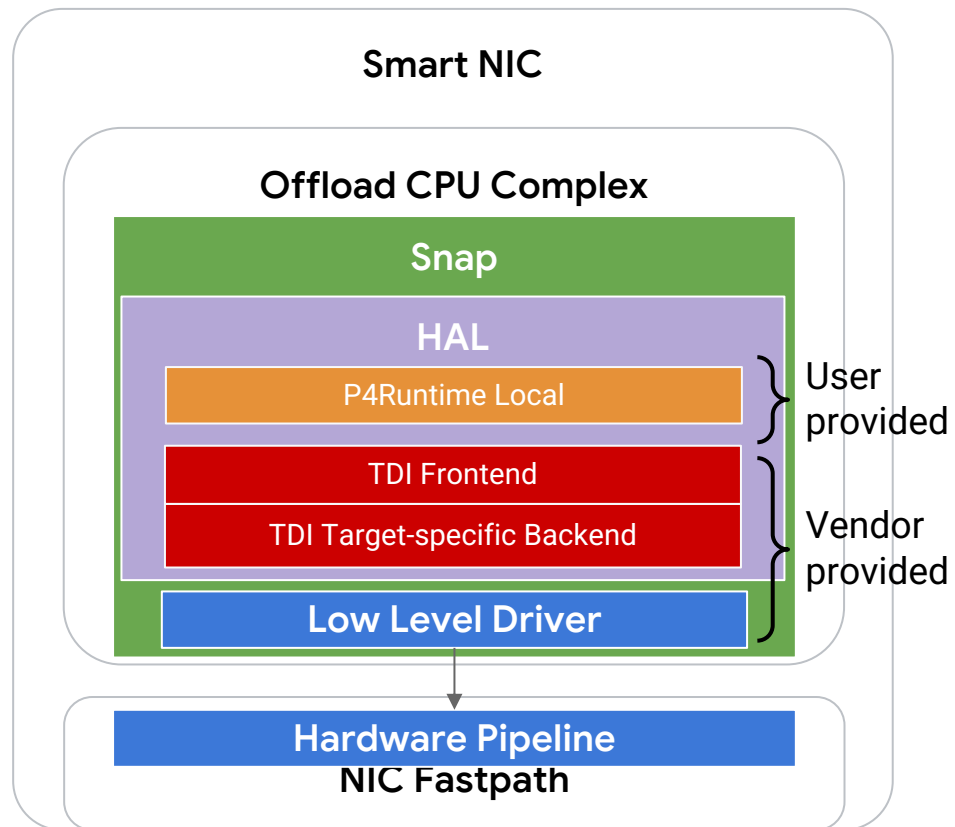 Smart NIC
Offload CPU Complex
Snap
HAL
P4Runtime Local
User
provided
TDI Frontend
TDI Target-specific Backend
Vendor
provided
Low Level Driver
Hardware Pipeline
NIC Fastpath